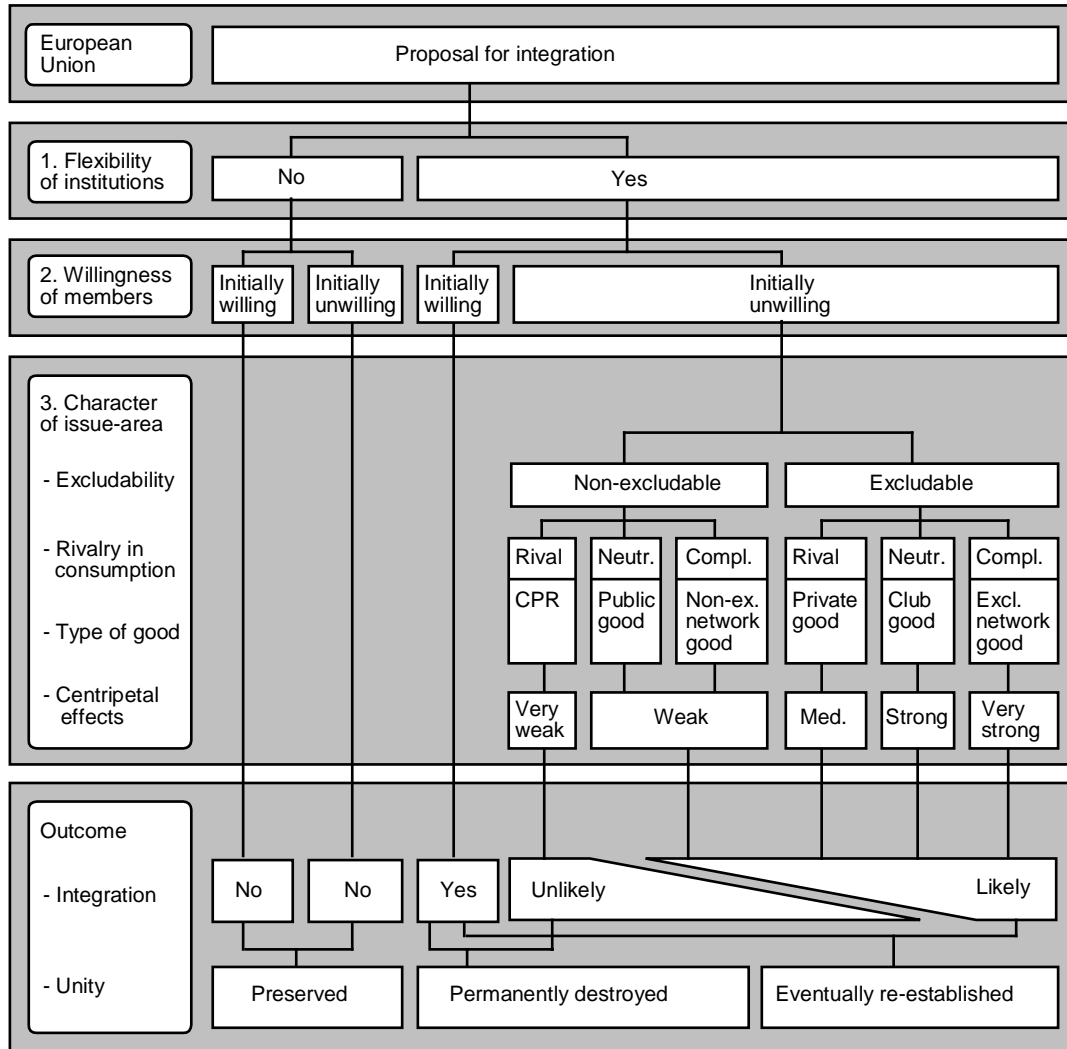 European
Union
Proposal for integration
1. Flexibility
of institutions
No
Yes
2. Willingness
of members
Initially
willing
Initially
unwilling
Initially
willing
Initially
unwilling
3. Character
of issue-area
- Excludability
- Rivalry in
consumption
- Type of good
- Centripetal
effects
Non-excludable
Excludable
Rival
Neutr.
Compl.
Rival
Neutr.
Compl.
CPR
Public
good
Non-ex.
network
good
Private
good
Club
good
Excl.
network
good
Very
weak
Weak
Med.
Strong
Very
strong
Outcome
- Integration
- Unity
No
No
Yes
Unlikely
Likely
Preserved
Permanently destroyed
Eventually re-established